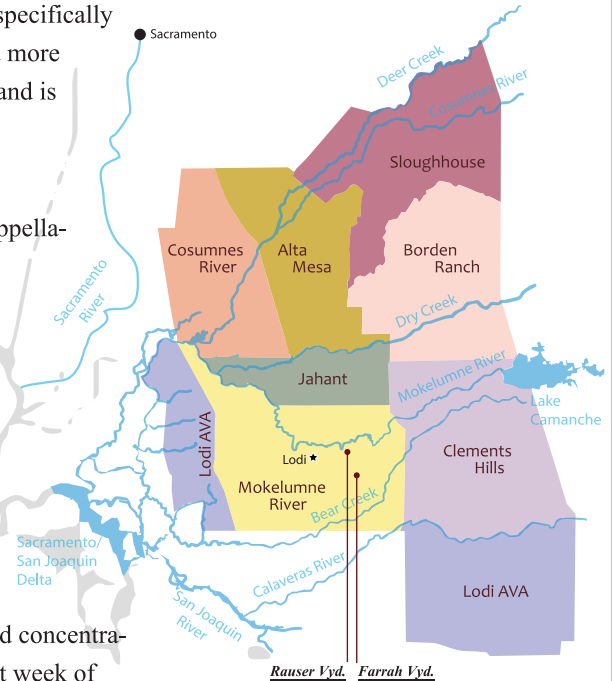 specifically
more
and is
ppella-
d concentra-
t week of
Sacramento
Deer Creek
Cosumnes River
Sloughhouse
Cosumnes
River
Alta
Mesa
Borden
Ranch
Sacramento
River
Dry Creek
Jahant
Mokelumne River
Lake
Camanche
Lodi AVA
Lodi
Clements
Hills
Mokelumne
River
Bear Creek
Sacramento/
San Joaquin
Delta
Calaveras River
San Joaquin
River
Lodi AVA
Rauser Vyd.
Farrah Vyd.